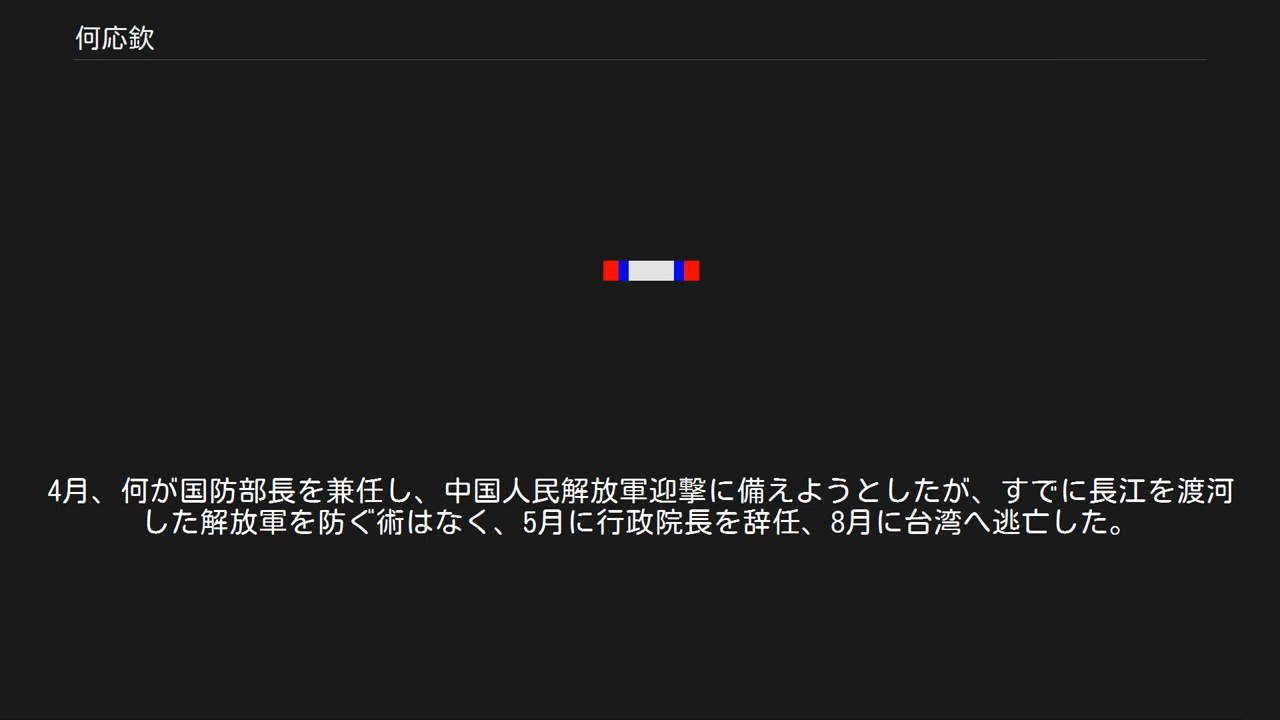 何応欽
4月、何が国防部長を兼任し、中国人民解放軍迎撃に備えようとしたが、すでに長江を渡河
した解放軍を防ぐ術はなく、5月に行政院長を辞任、8月に台湾へ逃亡した。